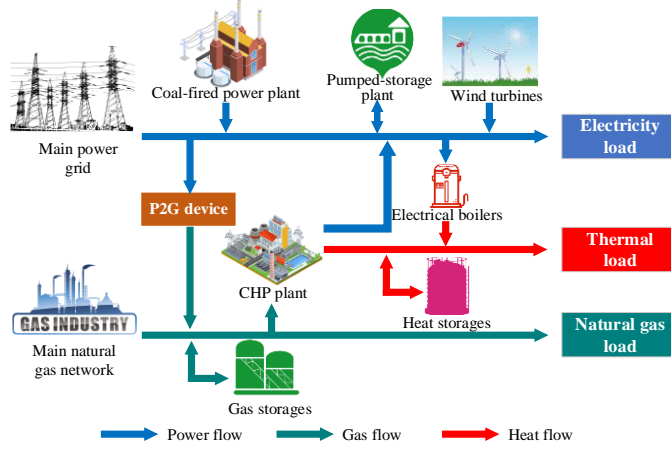 Coal-fired power plant
Pumped-storage
plant
Wind turbines
Main power
grid
Electricity
load
P2G device
Electrical boilers
CHP plant
Thermal
load
Heat storages
GAS INDUSTRY
Main natural
gas network
Natural gas
load
Gas storages
Power flow
Gas flow
Heat flow